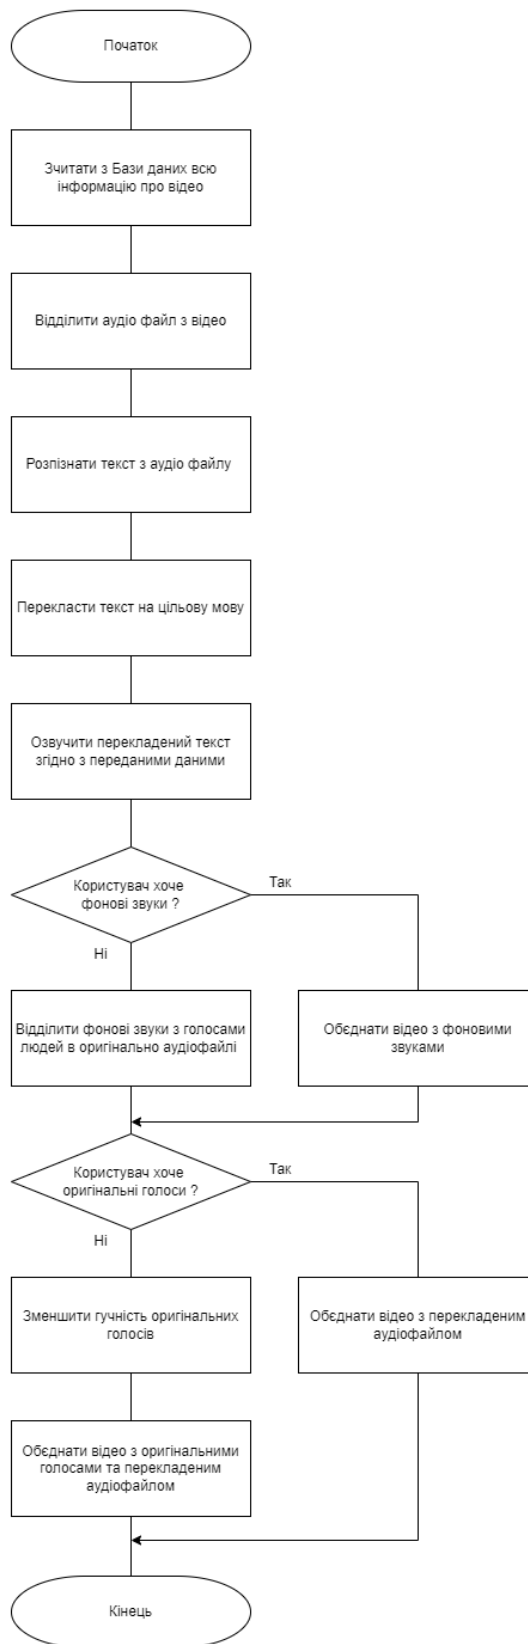 Початок
Зчитати з Бази даних всю
інформацію про відео
Відділити аудіо файл з відео
Розпізнати текст з аудіо файлу
Перекласти текст на цільову мову
Озвучити перекладений текст
згідно з переданими даними
Користувач хоче
фонові звуки ?
Так
Ні
Відділити фонові звуки з голосами
людей в оригінально аудіофайлі
Обєднати відео з фоновими
звуками
Користувач хоче
оригінальні голоси ?
Так
Ні
Зменшити гучність оригінальних
голосів
Обєднати відео з перекладеним
аудіофайлом
Обєднати відео з оригінальними
голосами та перекладеним
аудіофайлом
Кінець